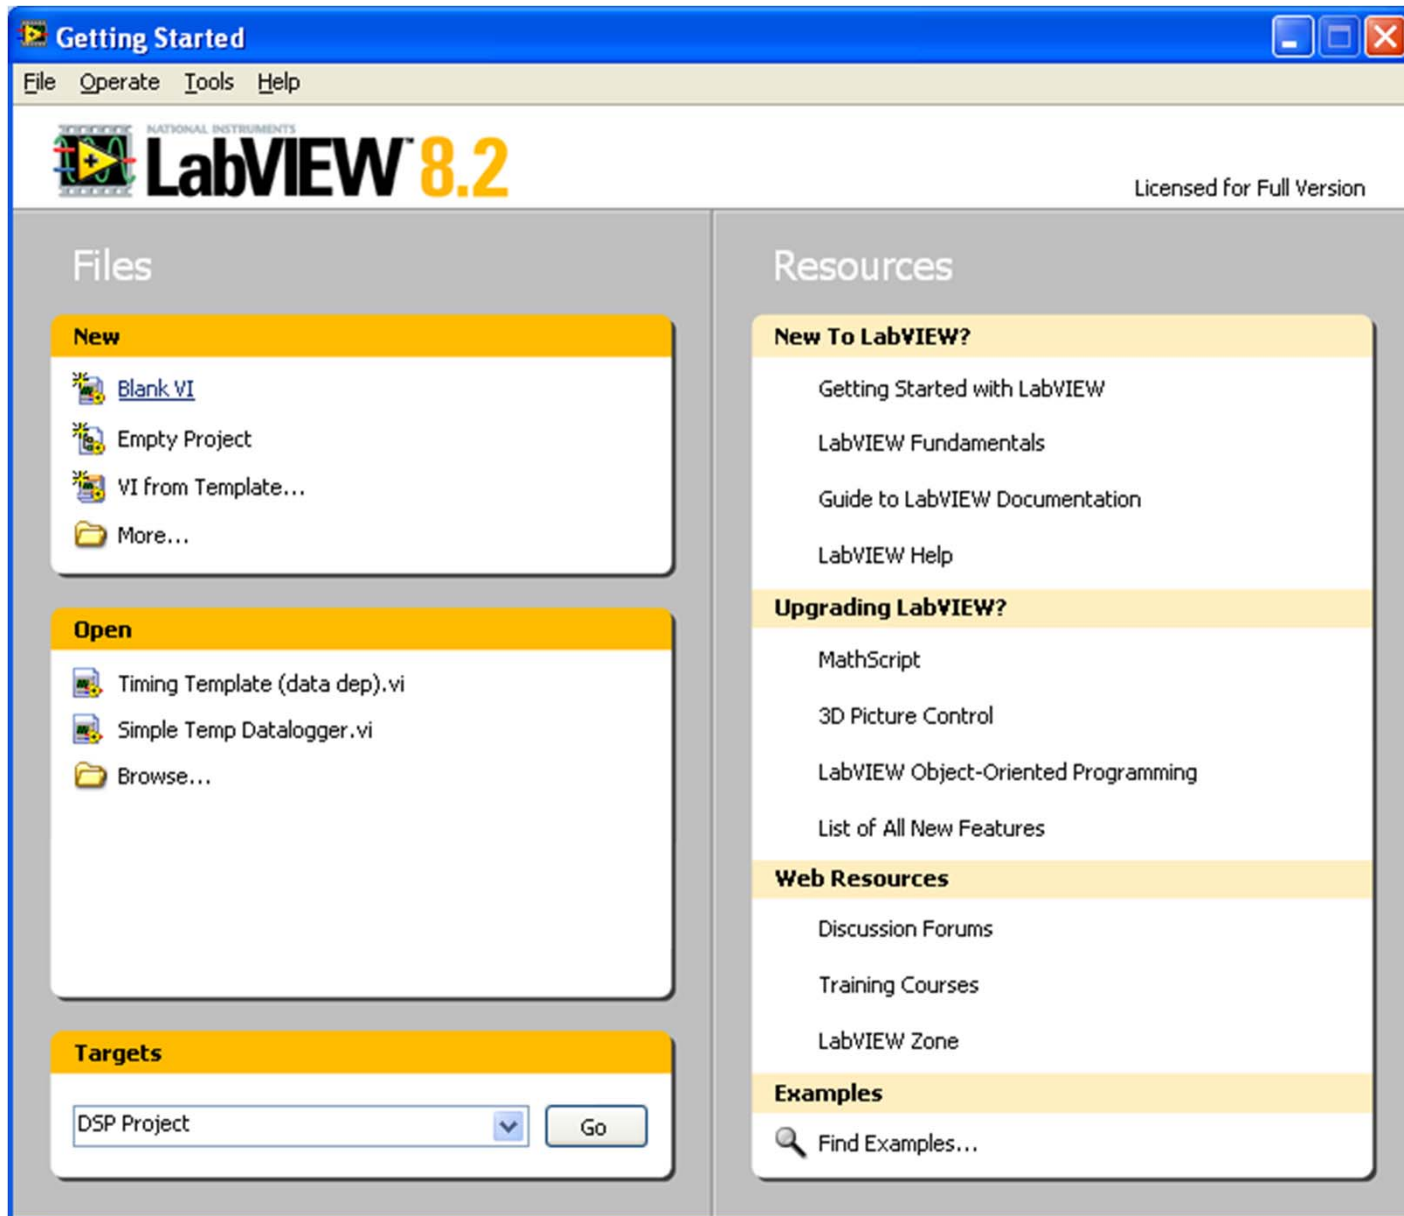 Getting Started
File Operate Tools Help
NATIONAL INSTRUMENTS
LabVIEW™ 8.2
Licensed for Full Version
Files
New
Blank VI
Empty Project
VI from Template...
More...
Open
Timing Template (data dep).vi
Simple Temp Datalogger.vi
Browse...
Targets
DSP Project
Go
Resources
New To LabVIEW?
Getting Started with LabVIEW
LabVIEW Fundamentals
Guide to LabVIEW Documentation
LabVIEW Help
Upgrading LabVIEW?
MathScript
3D Picture Control
LabVIEW Object-Oriented Programming
List of All New Features
Web Resources
Discussion Forums
Training Courses
LabVIEW Zone
Examples
Find Examples...